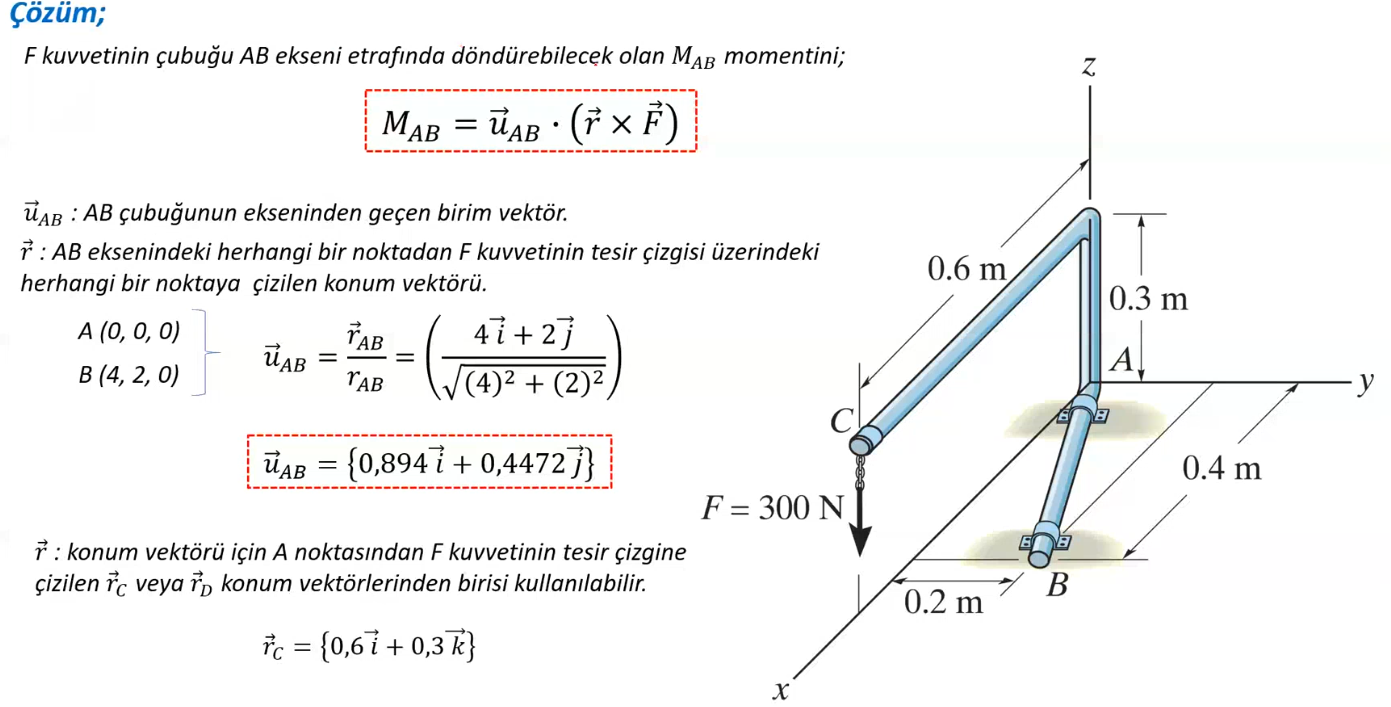 Çözüm;
F kuvvetinin çubuğu AB ekseni etrafında döndürebilecek olan M_AB momentini;
M_AB = u⃗_AB · (r⃗ × F⃗)
u⃗_AB : AB çubuğunun ekseninden geçen birim vektör.
r⃗ : AB eksenindeki herhangi bir noktadan F kuvvetinin tesir çizgisi üzerindeki
herhangi bir noktaya çizilen konum vektörü.
A (0, 0, 0)
B (4, 2, 0)
u⃗_AB = r⃗_AB / r_AB = ( (4i⃗ + 2j⃗) / √((4)² + (2)²) )
u⃗_AB = {0,894i⃗ + 0,4472j⃗}
r⃗ : konum vektörü için A noktasından F kuvvetinin tesir çizgine
çizilen r⃗_C veya r⃗_D konum vektörlerinden birisi kullanılabilir.
r⃗_C = {0,6i⃗ + 0,3k⃗}
z
0.6 m
0.3 m
A
y
C
0.4 m
F = 300 N
B
0.2 m
x